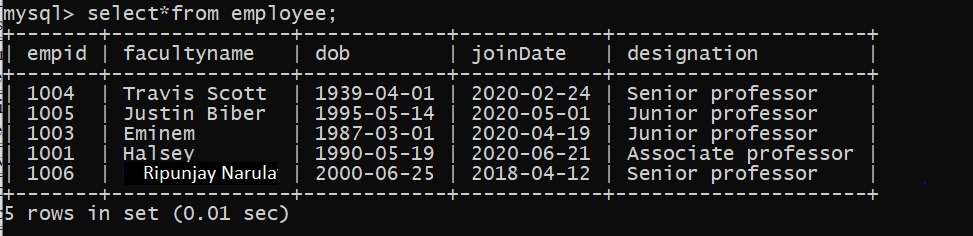 mysql> select*from employee;
+-------+----------------+------------+------------+---------------------+
| empid | facultyname    | dob        | joinDate   | designation         |
+-------+----------------+------------+------------+---------------------+
| 1004  | Travis Scott   | 1939-04-01 | 2020-02-24 | Senior professor    |
| 1005  | Justin Biber   | 1995-05-14 | 2020-05-01 | Junior professor    |
| 1003  | Eminem         | 1987-03-01 | 2020-04-19 | Junior professor    |
| 1001  | Halsey         | 1990-05-19 | 2020-06-21 | Associate professor |
| 1006  | Ripunjay Narula | 2000-06-25 | 2018-04-12 | Senior professor    |
+-------+----------------+------------+------------+---------------------+
5 rows in set (0.01 sec)